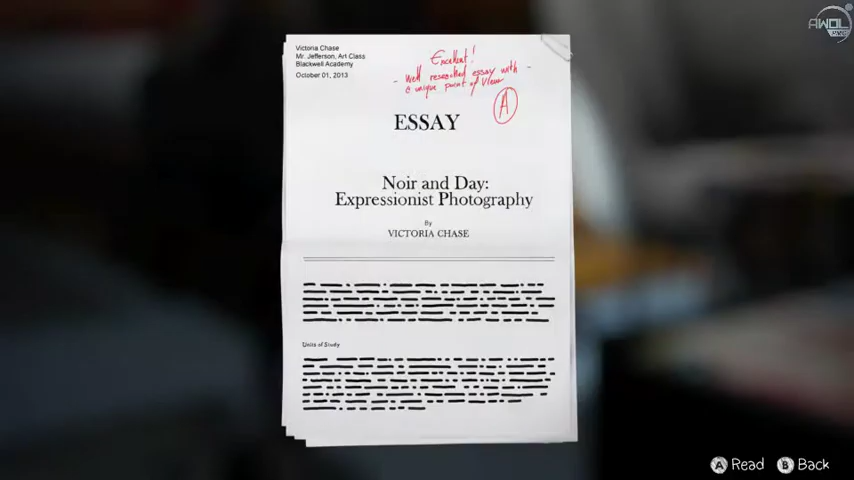 Victoria Chase
Mr. Jefferson, Art Class
Blackwell Academy
October 01, 2013
Excellent!
- Well researched essay with -
a unique point of view
A
ESSAY
Noir and Day:
Expressionist Photography
By
VICTORIA CHASE
Units of Study
AWOL
A Read B Back